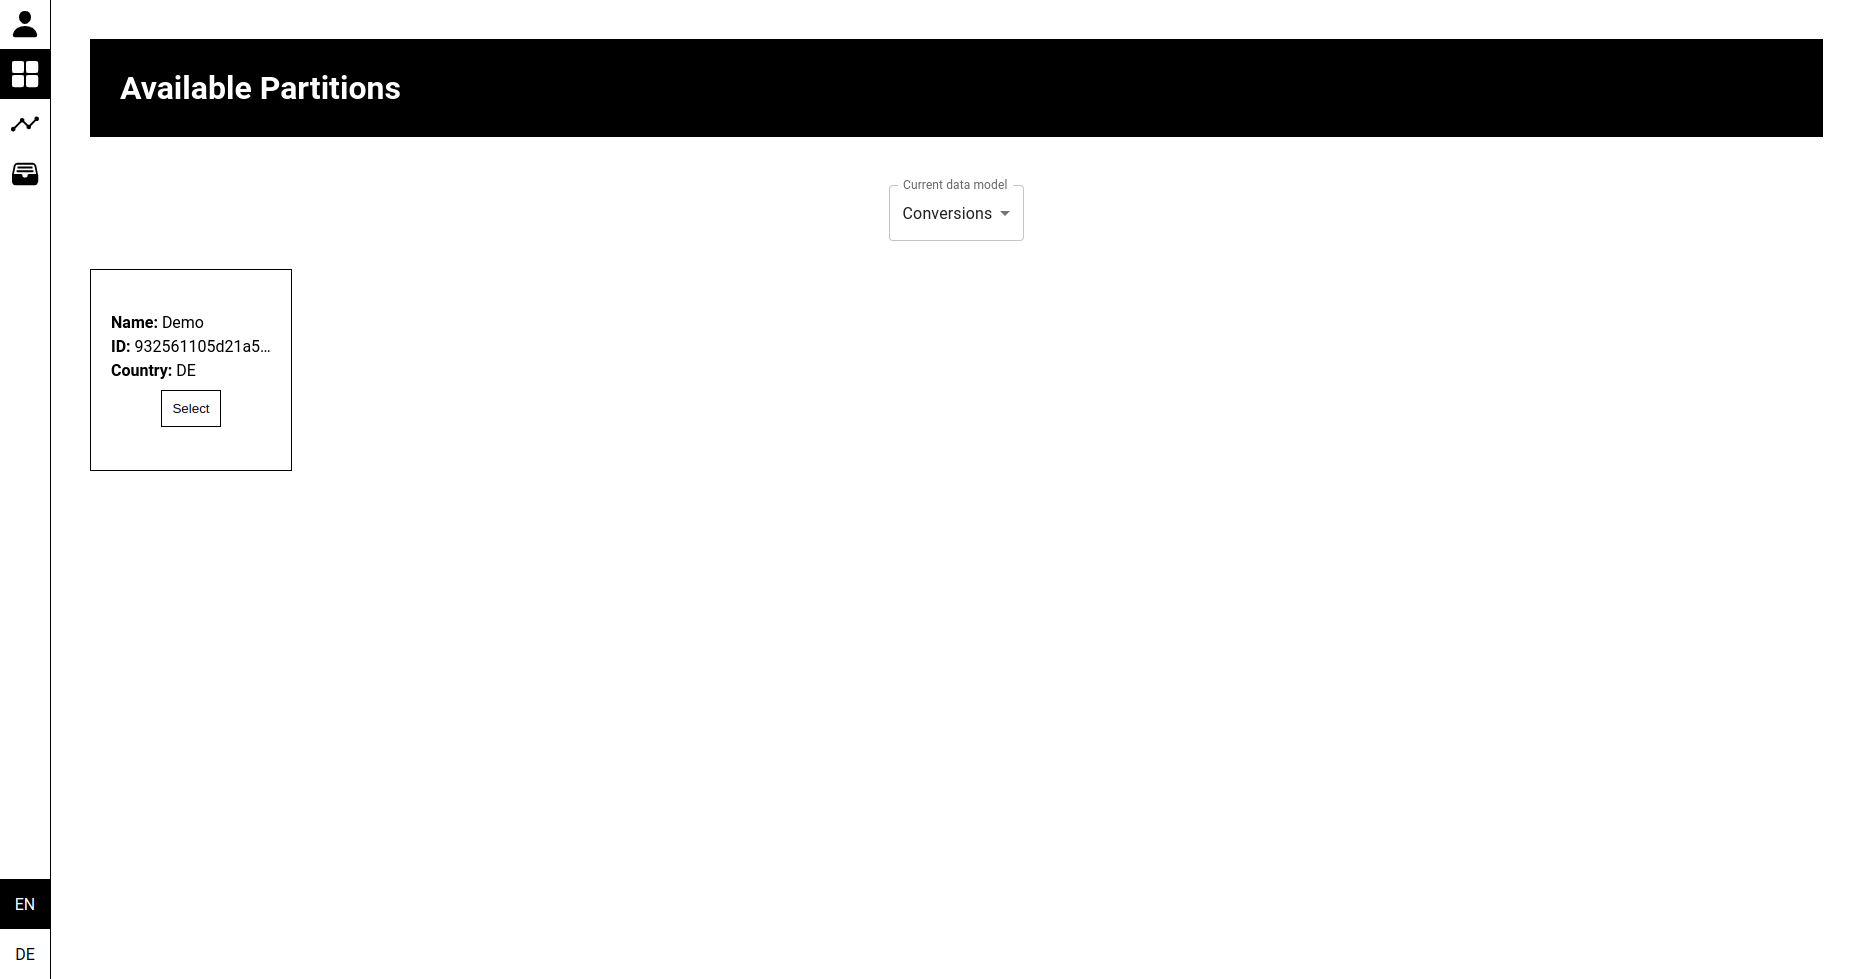 Available Partitions
Current data model
Conversions
Name: Demo
ID: 932561105d21a5...
Country: DE
Select
EN
DE